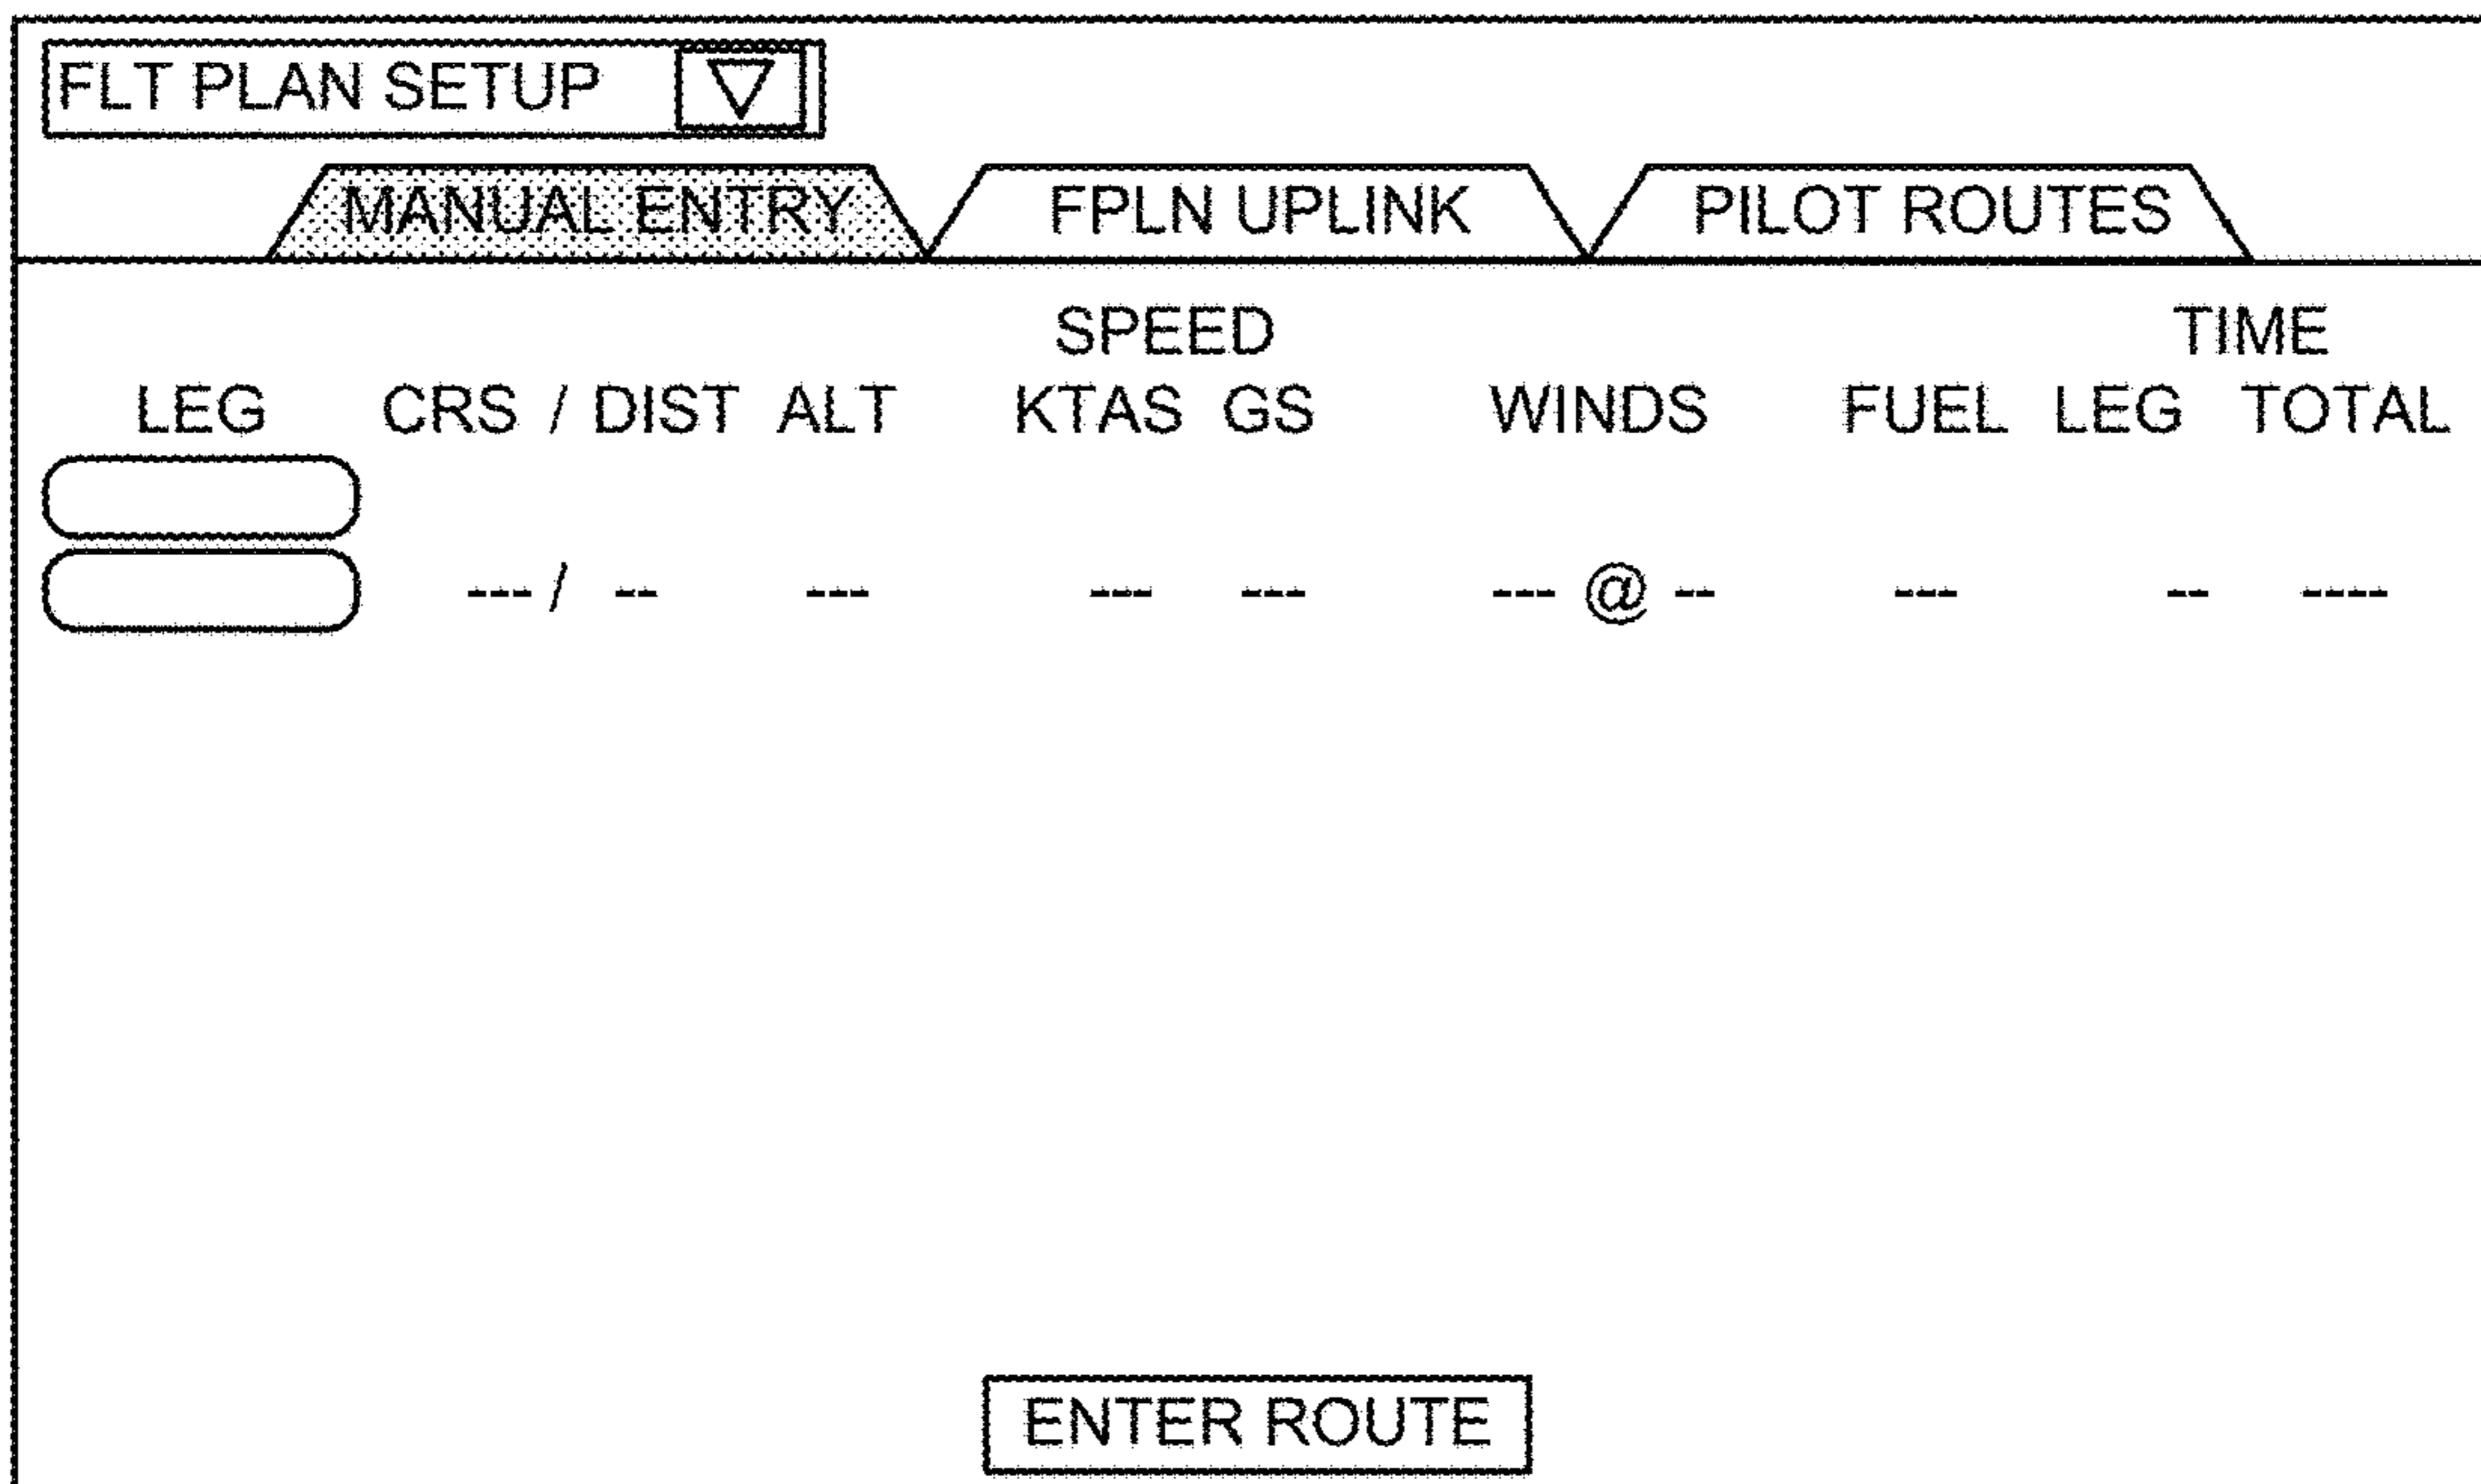 FLT PLAN SETUP
MANUAL ENTRY FPLN UPLINK PILOT ROUTES
SPEED TIME
LEG CRS / DIST ALT KTAS GS WINDS FUEL LEG TOTAL
--- / -- --- --- --- --- @ -- --- -- ----
ENTER ROUTE